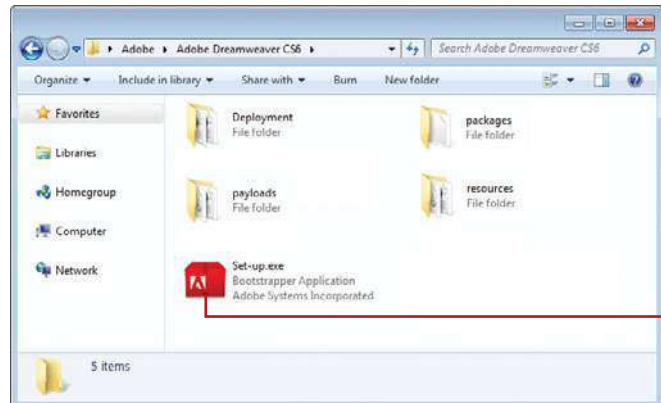 Adobe Adobe Dreamweaver CS6 Search Adobe Dreamweaver CS6
Organize Include in library Share with Burn New folder
Favorites
Libraries
Homegroup
Computer
Network
Deployment
File folder
packages
File folder
payloads
File folder
resources
File folder
Set-up.exe
Bootstrapper Application
Adobe Systems Incorporated
5 items